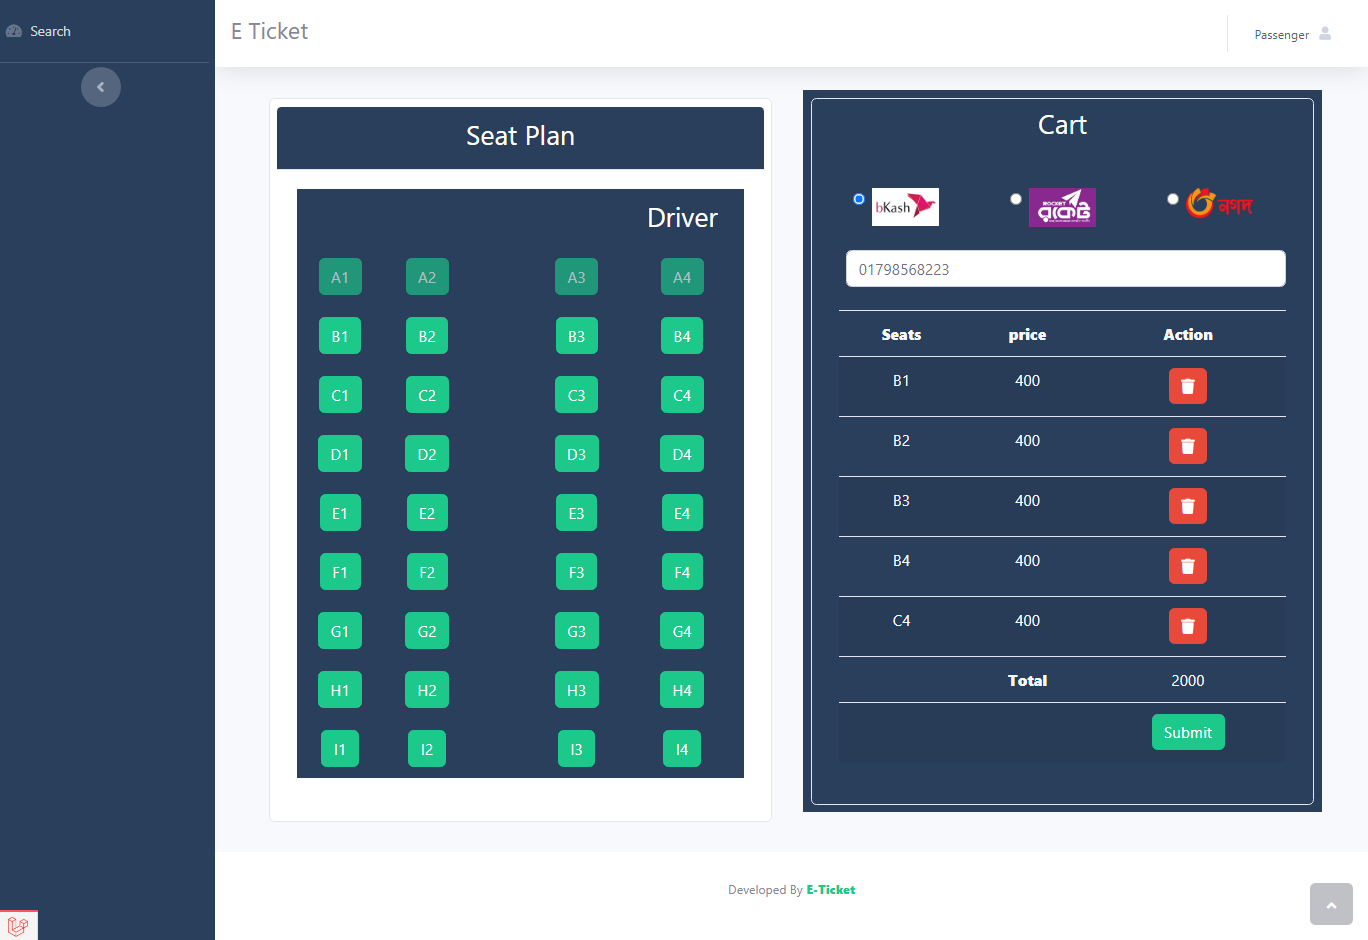 Search
E Ticket
Passenger
Seat Plan
Driver
A1 A2 A3 A4
B1 B2 B3 B4
C1 C2 C3 C4
D1 D2 D3 D4
E1 E2 E3 E4
F1 F2 F3 F4
G1 G2 G3 G4
H1 H2 H3 H4
I1 I2 I3 I4
Cart
bKash
ROCKET
রকেট
নগদ
01798568223
Seats price Action
B1 400
B2 400
B3 400
B4 400
C4 400
Total 2000
Submit
Developed By E-Ticket